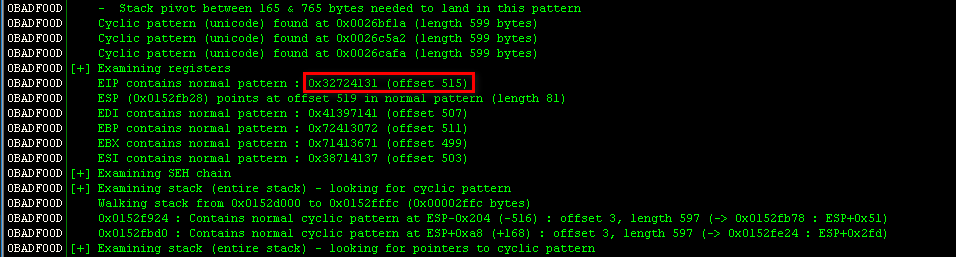 0BADF00D - Stack pivot between 165 & 765 bytes needed to land in this pattern
0BADF00D Cyclic pattern (unicode) found at 0x0026bf1a (length 599 bytes)
0BADF00D Cyclic pattern (unicode) found at 0x0026c5a2 (length 599 bytes)
0BADF00D Cyclic pattern (unicode) found at 0x0026cafa (length 599 bytes)
0BADF00D [+] Examining registers
0BADF00D EIP contains normal pattern : 0x32724131 (offset 515)
0BADF00D ESP (0x0152fb28) points at offset 519 in normal pattern (length 81)
0BADF00D EDI contains normal pattern : 0x41397141 (offset 507)
0BADF00D EBP contains normal pattern : 0x72413072 (offset 511)
0BADF00D EBX contains normal pattern : 0x71413671 (offset 499)
0BADF00D ESI contains normal pattern : 0x38714137 (offset 503)
0BADF00D [+] Examining SEH chain
0BADF00D [+] Examining stack (entire stack) - looking for cyclic pattern
0BADF00D Walking stack from 0x0152d000 to 0x0152fffc (0x00002ffc bytes)
0BADF00D 0x0152f924 : Contains normal cyclic pattern at ESP-0x204 (-516) : offset 3, length 597 (-> 0x0152fb78 : ESP+0x51)
0BADF00D 0x0152fbd0 : Contains normal cyclic pattern at ESP+0xa8 (+168) : offset 3, length 597 (-> 0x0152fe24 : ESP+0x2fd)
0BADF00D [+] Examining stack (entire stack) - looking for pointers to cyclic pattern